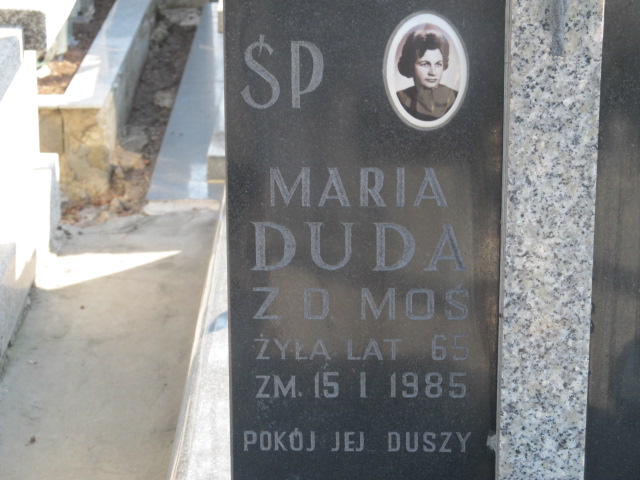 ŚP
MARIA
DUDA
Z D MOŚ
ŻYŁA LAT 65
ZM. 15 I 1985
POKÓJ JEJ DUSZY